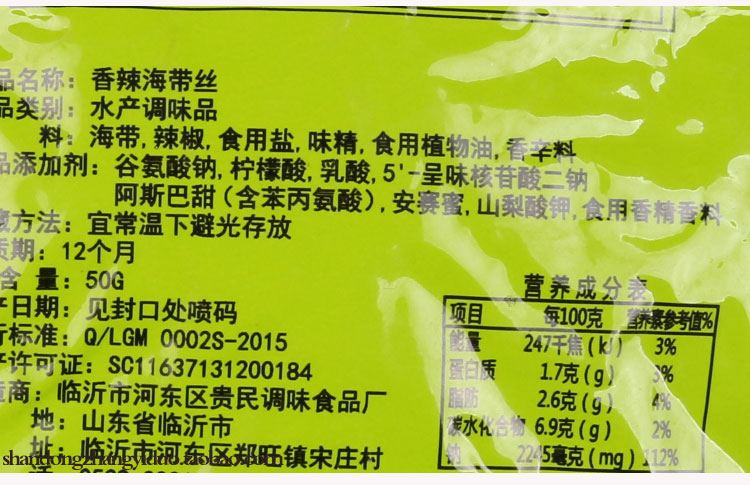 品名称：香辣海带丝
品类别：水产调味品
料：海带,辣椒,食用盐,味精,食用植物油,香辛料
品添加剂：谷氨酸钠,柠檬酸,乳酸,5'-呈味核苷酸二钠
阿斯巴甜（含苯丙氨酸）,安赛蜜,山梨酸钾,食用香精香料
藏方法：宜常温下避光存放
质期：12个月
含 量：50G
产日期：见封口处喷码
行标准：Q/LGM 0002S-2015
产许可证：SC11637131200184
造商：临沂市河东区贵民调味食品厂
地：山东省临沂市
址：临沂市河东区郑旺镇宋庄村
营养成分表
项目 每100克 营养素参考值%
能量 247千焦(kJ) 3%
蛋白质 1.7克(g) 3%
脂肪 2.6克(g) 4%
碳水化合物 6.9克(g) 2%
钠 2245毫克(mg) 112%